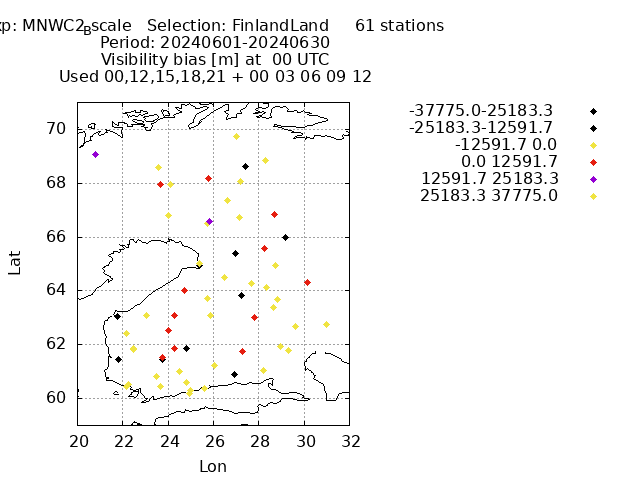 xp: MNWC2Bscale   Selection: FinlandLand     61 stations
Period: 20240601-20240630
Visibility bias [m] at  00 UTC
Used 00,12,15,18,21 + 00 03 06 09 12
-37775.0-25183.3
-25183.3-12591.7
-12591.7 0.0
0.0 12591.7
12591.7 25183.3
25183.3 37775.0
70
68
66
64
62
60
Lat
20 22 24 26 28 30 32
Lon